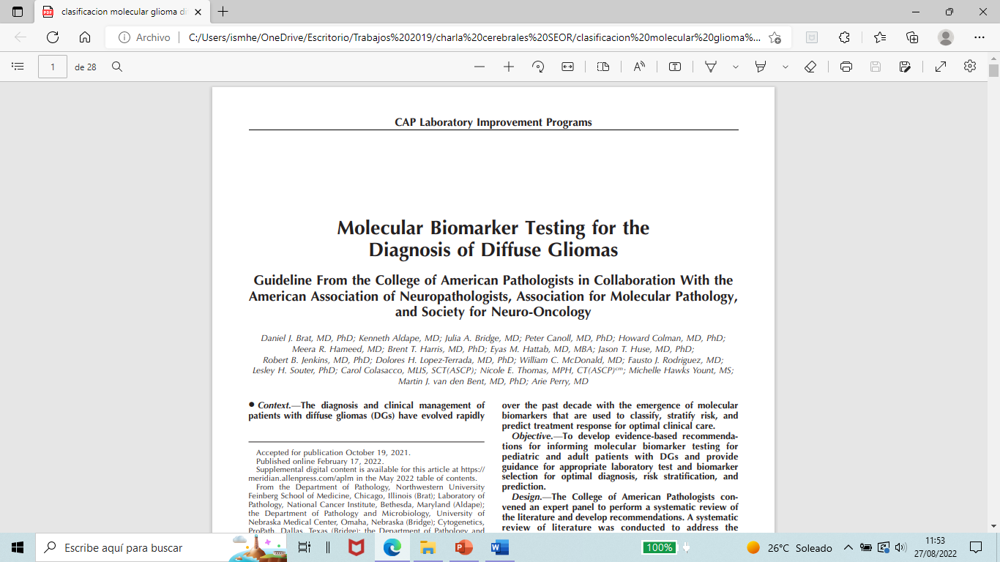 clasificacion molecular glioma di
Archivo
C:/Users/ismhe/OneDrive/Escritorio/Trabajos%202019/charla%20cerebrales%20SEOR/clasificacion%20molecular%20glioma%...
1 de 28
CAP Laboratory Improvement Programs
Molecular Biomarker Testing for the
Diagnosis of Diffuse Gliomas
Guideline From the College of American Pathologists in Collaboration With the
American Association of Neuropathologists, Association for Molecular Pathology,
and Society for Neuro-Oncology
Daniel J. Brat, MD, PhD; Kenneth Aldape, MD; Julia A. Bridge, MD; Peter Canoll, MD, PhD; Howard Colman, MD, PhD;
Meera R. Hameed, MD; Brent T. Harris, MD, PhD; Eyas M. Hattab, MD, MBA; Jason T. Huse, MD, PhD;
Robert B. Jenkins, MD, PhD; Dolores H. Lopez-Terrada, MD, PhD; William C. McDonald, MD; Fausto J. Rodriguez, MD;
Lesley H. Souter, PhD; Carol Colasacco, MLIS, SCT(ASCP); Nicole E. Thomas, MPH, CT(ASCP)cm; Michelle Hawks Yount, MS;
Martin J. van den Bent, MD, PhD; Arie Perry, MD
● Context.—The diagnosis and clinical management of
patients with diffuse gliomas (DGs) have evolved rapidly
Accepted for publication October 19, 2021.
Published online February 17, 2022.
Supplemental digital content is available for this article at https://
meridian.allenpress.com/aplm in the May 2022 table of contents.
From the Department of Pathology, Northwestern University
Feinberg School of Medicine, Chicago, Illinois (Brat); Laboratory of
Pathology, National Cancer Institute, Bethesda, Maryland (Aldape);
the Department of Pathology and Microbiology, University of
Nebraska Medical Center, Omaha, Nebraska (Bridge); Cytogenetics,
ProPath, Dallas, Texas (Bridge); the Department of Pathology and
over the past decade with the emergence of molecular
biomarkers that are used to classify, stratify risk, and
predict treatment response for optimal clinical care.
Objective.—To develop evidence-based recommenda-
tions for informing molecular biomarker testing for
pediatric and adult patients with DGs and provide
guidance for appropriate laboratory test and biomarker
selection for optimal diagnosis, risk stratification, and
prediction.
Design.—The College of American Pathologists con-
vened an expert panel to perform a systematic review of
the literature and develop recommendations. A systematic
review of literature was conducted to address the
Escribe aquí para buscar
100%
26°C Soleado
11:53
27/08/2022